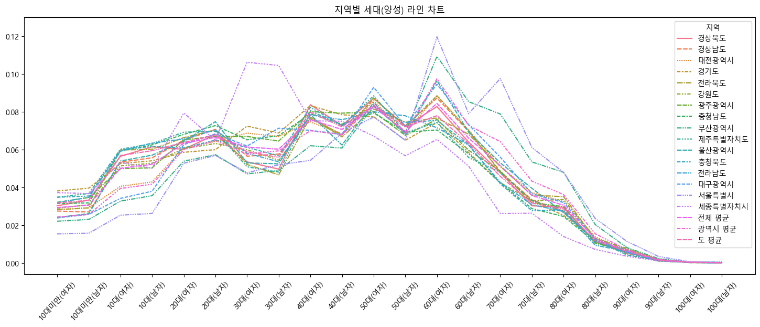 지역별 세대(양성) 라인 차트
0.12
0.10
0.08
0.06
0.04
0.02
0.00
10대미만(여자)
10대미만(남자)
10대(여자)
10대(남자)
20대(여자)
20대(남자)
30대(여자)
30대(남자)
40대(여자)
40대(남자)
50대(여자)
50대(남자)
60대(여자)
60대(남자)
70대(여자)
70대(남자)
80대(여자)
80대(남자)
90대(여자)
90대(남자)
100대(여자)
100대(남자)
지역
경상북도
경상남도
대전광역시
경기도
전라북도
강원도
광주광역시
충청남도
부산광역시
제주특별자치도
울산광역시
충청북도
전라남도
대구광역시
서울특별시
세종특별자치시
전체 평균
광역시 평균
도 평균